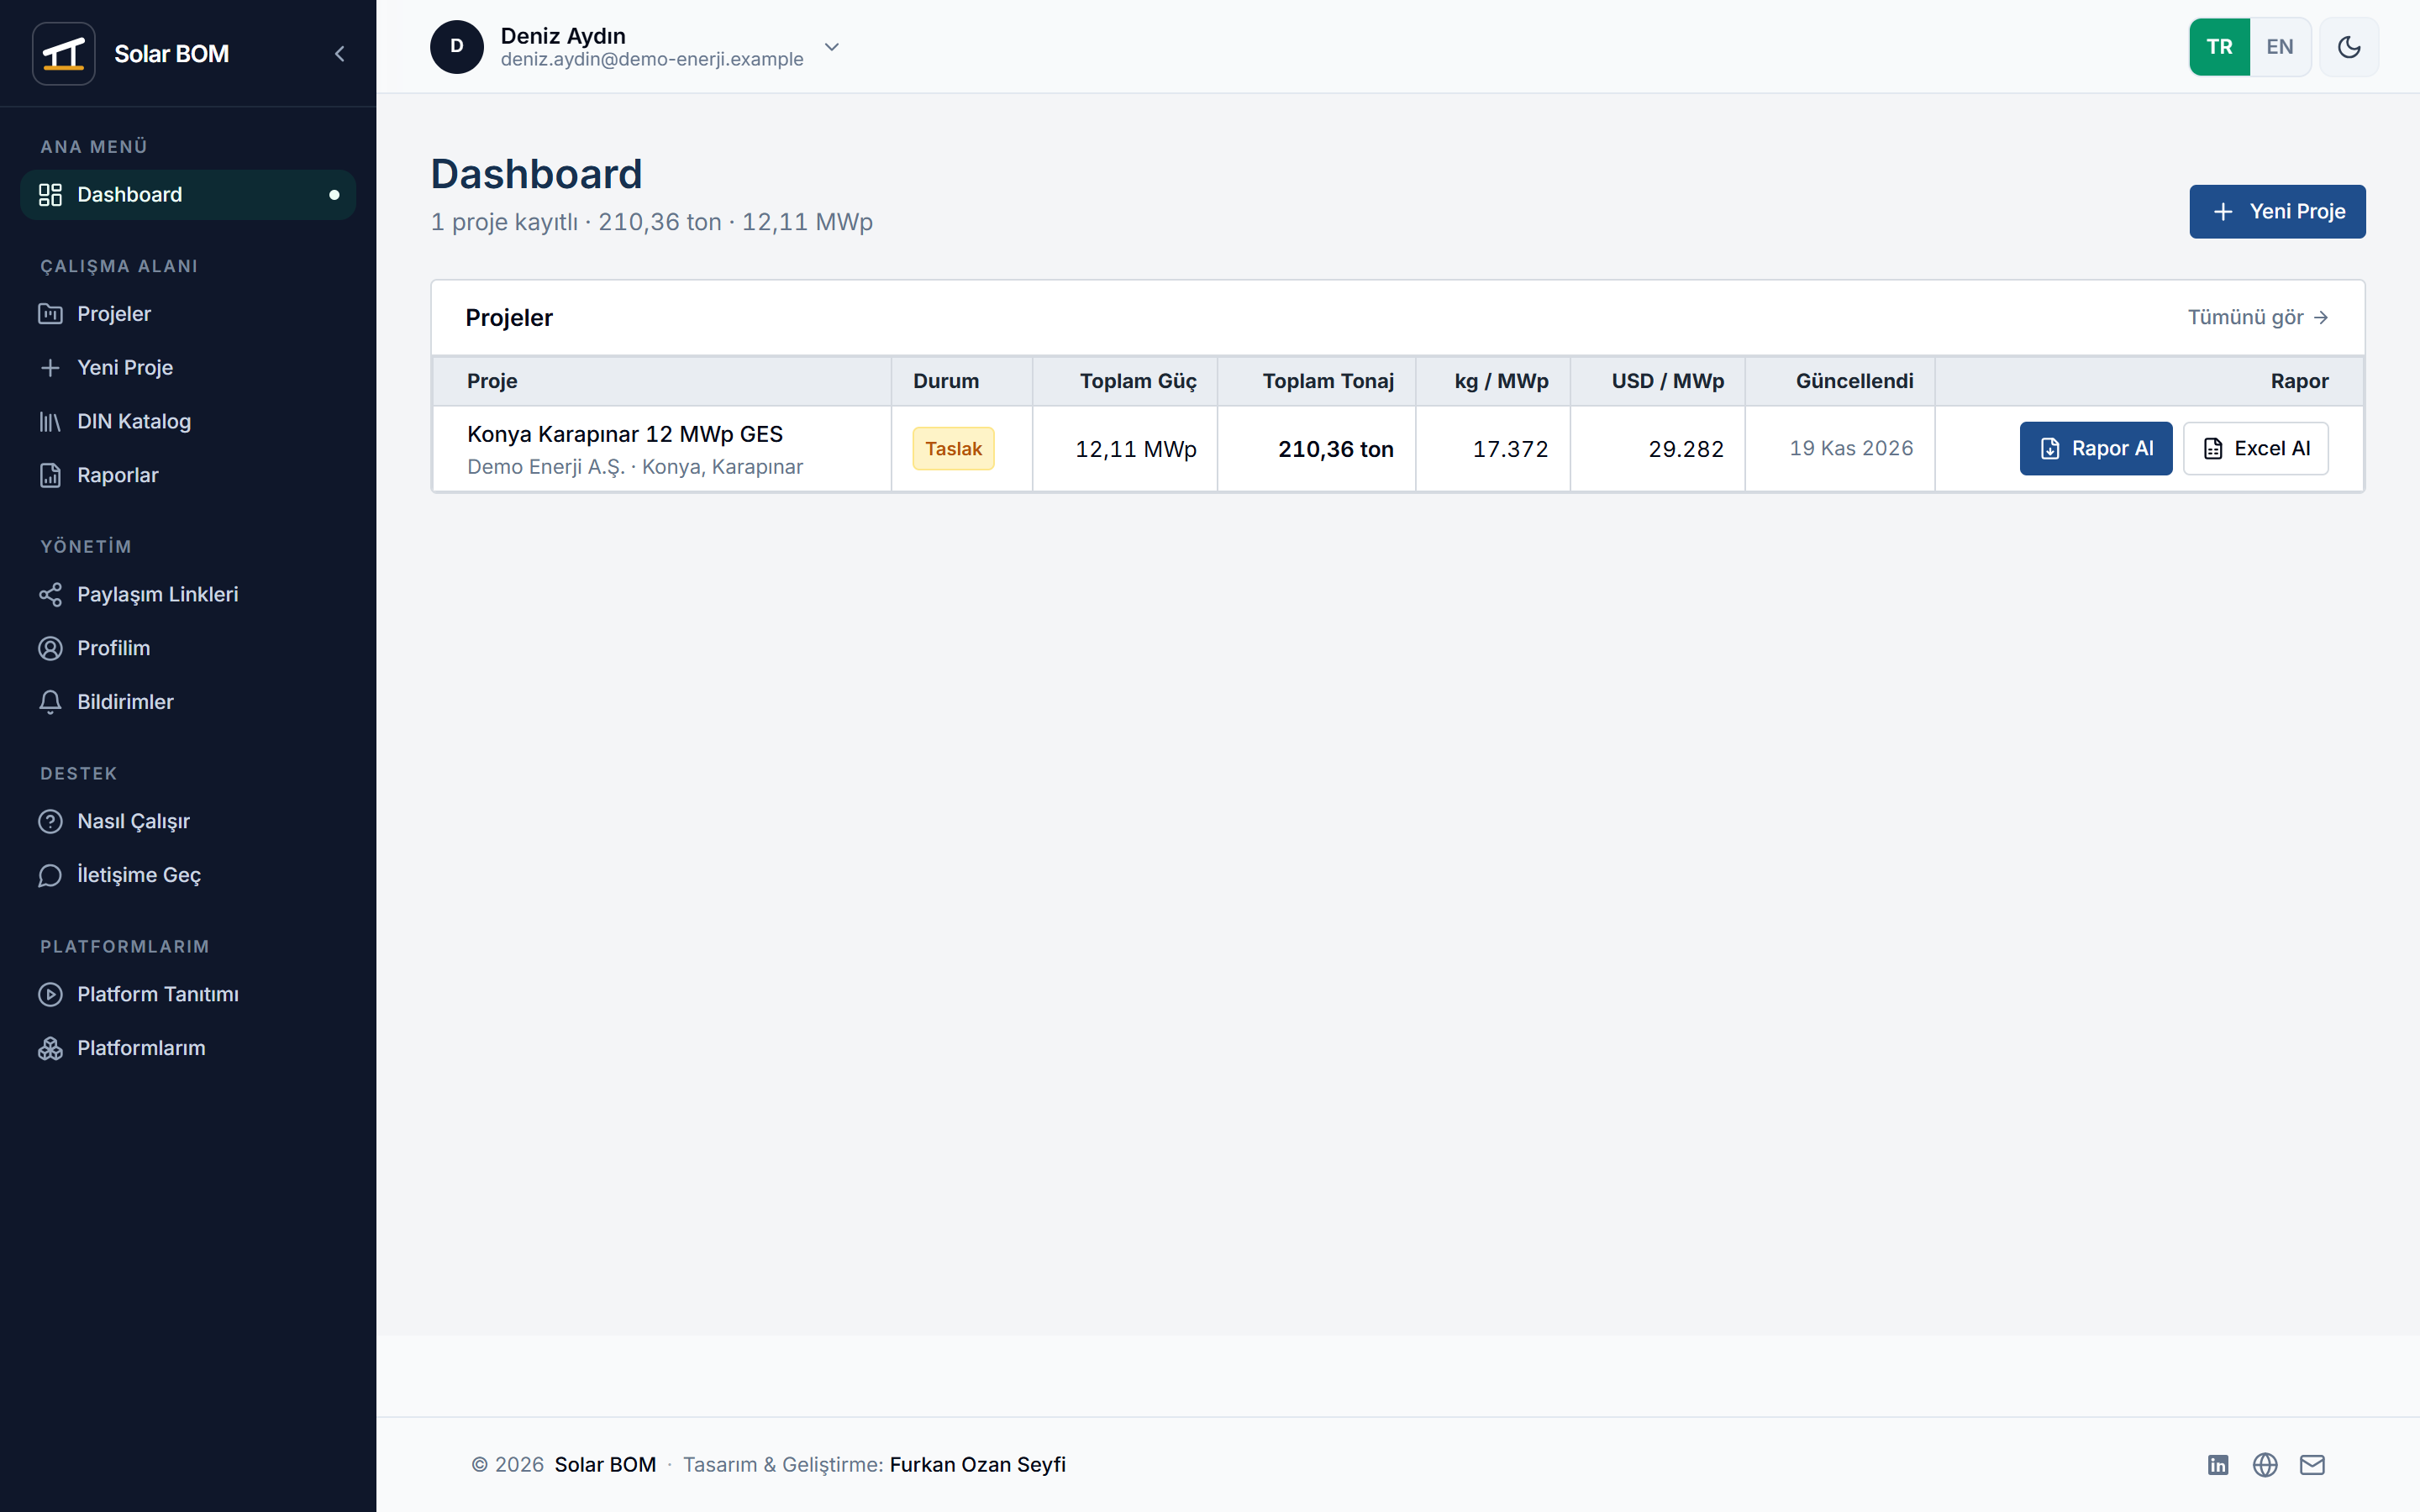 Solar BOM
ANA MENÜ
Dashboard
ÇALIŞMA ALANI
Projeler
Yeni Proje
DIN Katalog
Raporlar
YÖNETİM
Paylaşım Linkleri
Profilim
Bildirimler
DESTEK
Nasıl Çalışır
İletişime Geç
PLATFORMLARIM
Platform Tanıtımı
Platformlarım
D
Deniz Aydın
deniz.aydin@demo-enerji.example
TR EN
Dashboard
1 proje kayıtlı · 210,36 ton · 12,11 MWp
Yeni Proje
Projeler
Tümünü gör →
Proje Durum Toplam Güç Toplam Tonaj kg / MWp USD / MWp Güncellendi Rapor
Konya Karapınar 12 MWp GES
Demo Enerji A.Ş. · Konya, Karapınar
Taslak 12,11 MWp 210,36 ton 17.372 29.282 19 Kas 2026 Rapor Al Excel Al
© 2026 Solar BOM · Tasarım & Geliştirme: Furkan Ozan Seyfi